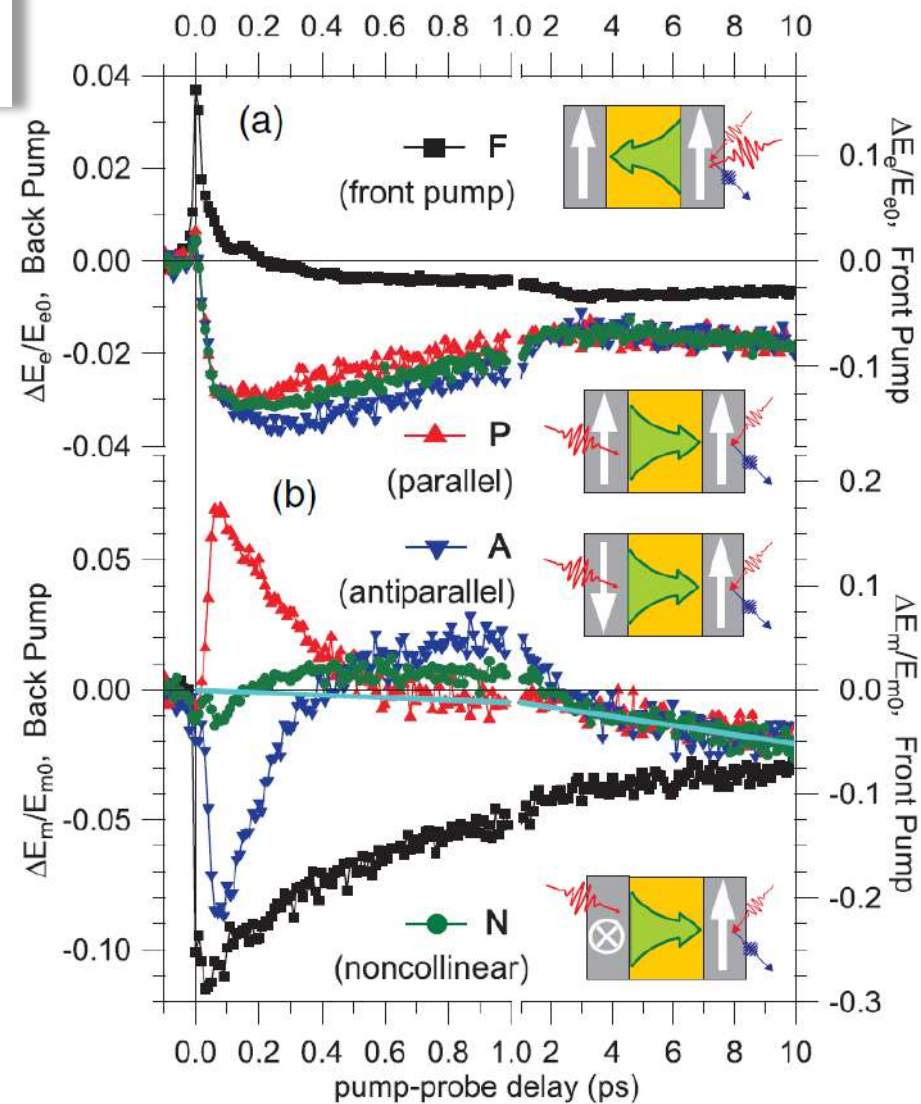 0.0 0.2 0.4 0.6 0.8 1.0 2 4 6 8 10
0.04
0.02
0.00
-0.02
-0.04
ΔEe/Ee0, Back Pump
(a)
F
(front pump)
0.1
0.0
-0.1
ΔEe/Ee0, Front Pump
P
(parallel)
(b)
A
(antiparallel)
N
(noncollinear)
0.05
0.00
-0.05
-0.10
ΔEm/Em0, Back Pump
0.2
0.1
0.0
-0.1
-0.2
-0.3
ΔEm/Em0, Front Pump
0.0 0.2 0.4 0.6 0.8 1.0 2 4 6 8 10
pump-probe delay (ps)